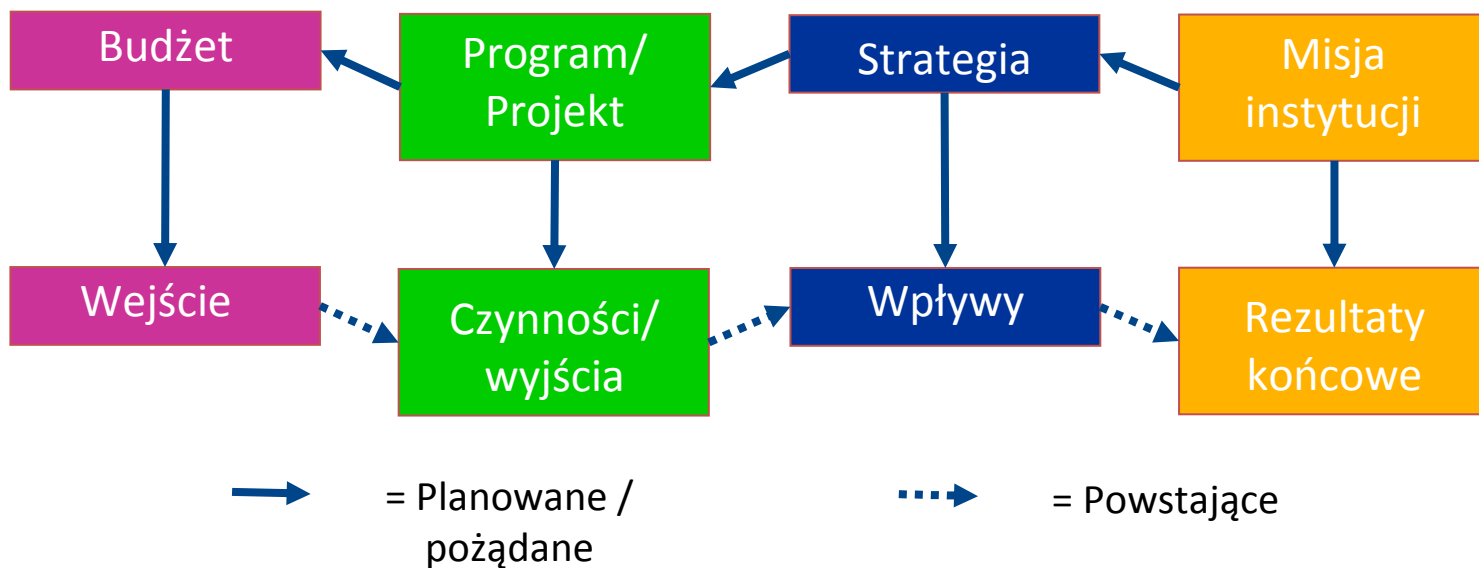 Budżet
Program/
Projekt
Strategia
Misja
instytucji
Wejście
Czynności/
wyjścia
Wpływy
Rezultaty
końcowe
= Planowane /
pożądane
= Powstające